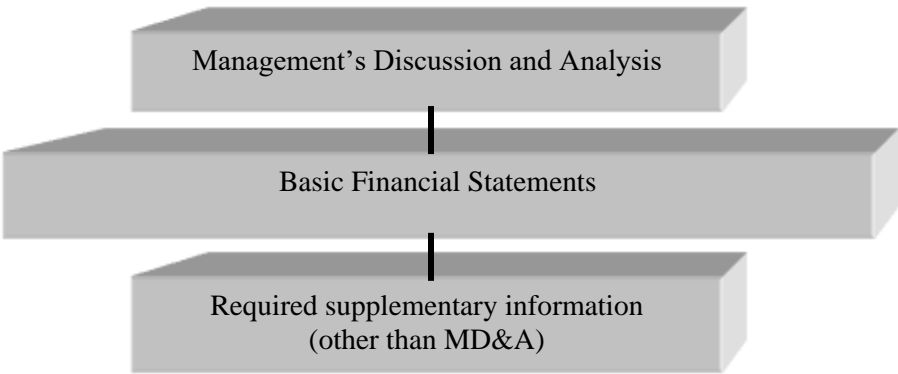 Management’s Discussion and Analysis
Basic Financial Statements
Required supplementary information
(other than MD&A)